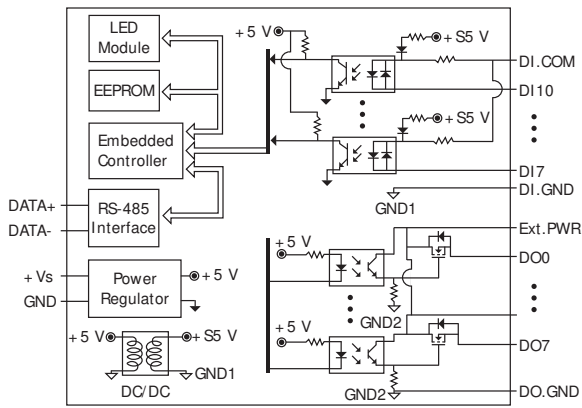 LED
Module
EEPROM
Embedded
Controller
RS-485
Interface
DATA+
DATA-
+Vs
GND
Power
Regulator
+5 V
+5 V
+S5 V
GND1
DC/DC
+5 V
+S5 V
DI.COM
DI10
+S5 V
DI7
DI.GND
GND1
Ext.PWR
+5 V
DO0
GND2
+5 V
DO7
GND2
DO.GND